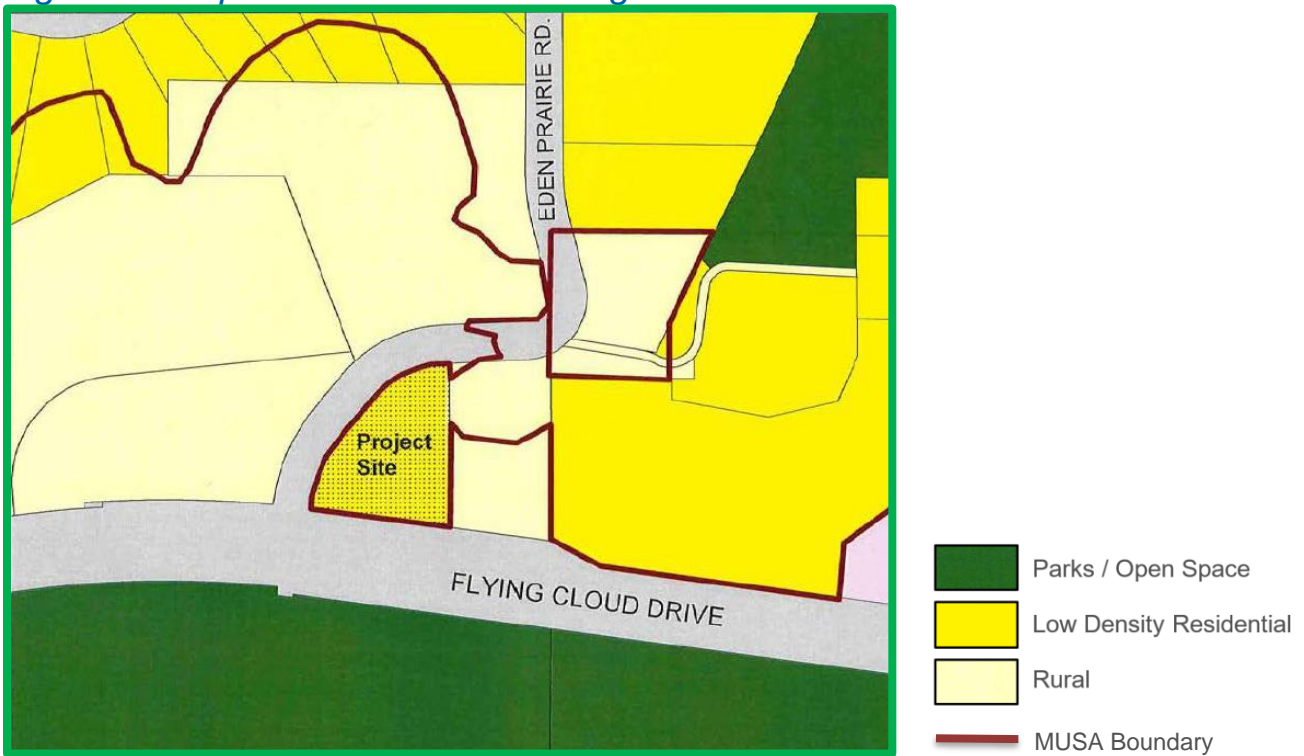 EDEN PRAIRIE RD.
Project
Site
FLYING CLOUD DRIVE
Parks / Open Space
Low Density Residential
Rural
MUSA Boundary